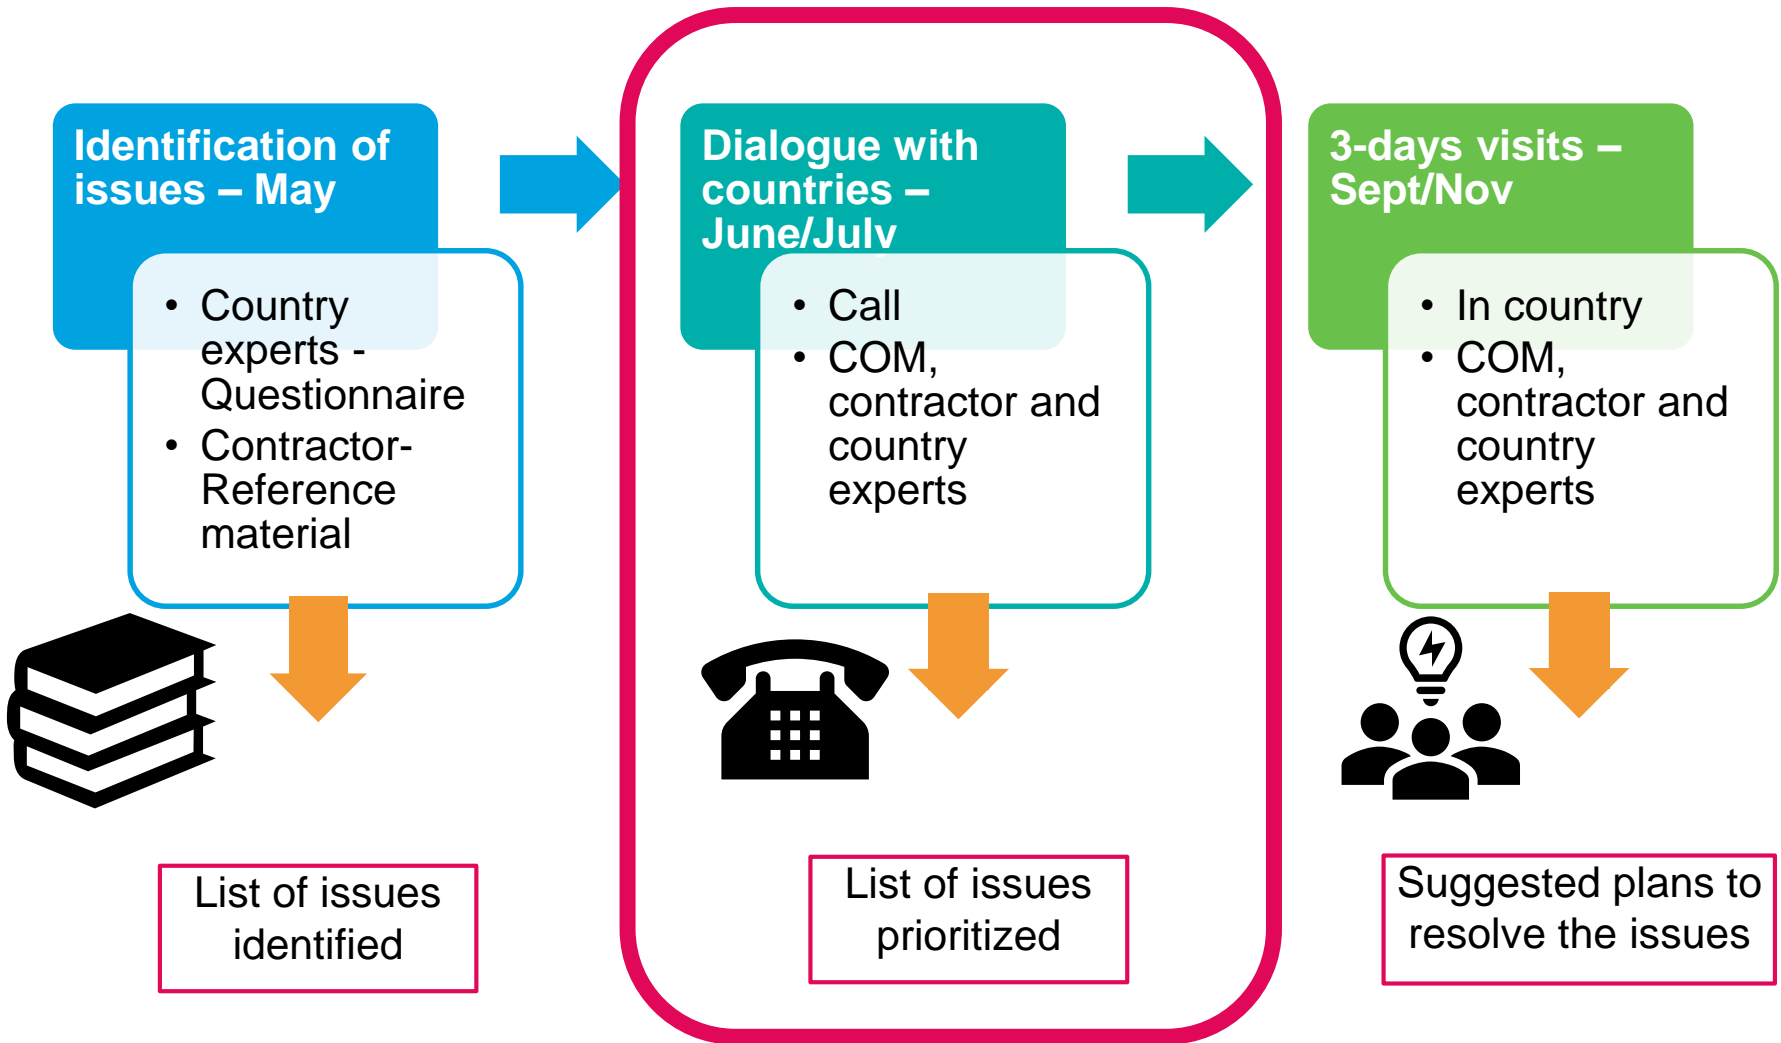 Identification of
issues – May
• Country
experts -
Questionnaire
• Contractor-
Reference
material
List of issues
identified
Dialogue with
countries –
June/July
• Call
• COM,
contractor and
country
experts
List of issues
prioritized
3-days visits –
Sept/Nov
• In country
• COM,
contractor and
country
experts
Suggested plans to
resolve the issues